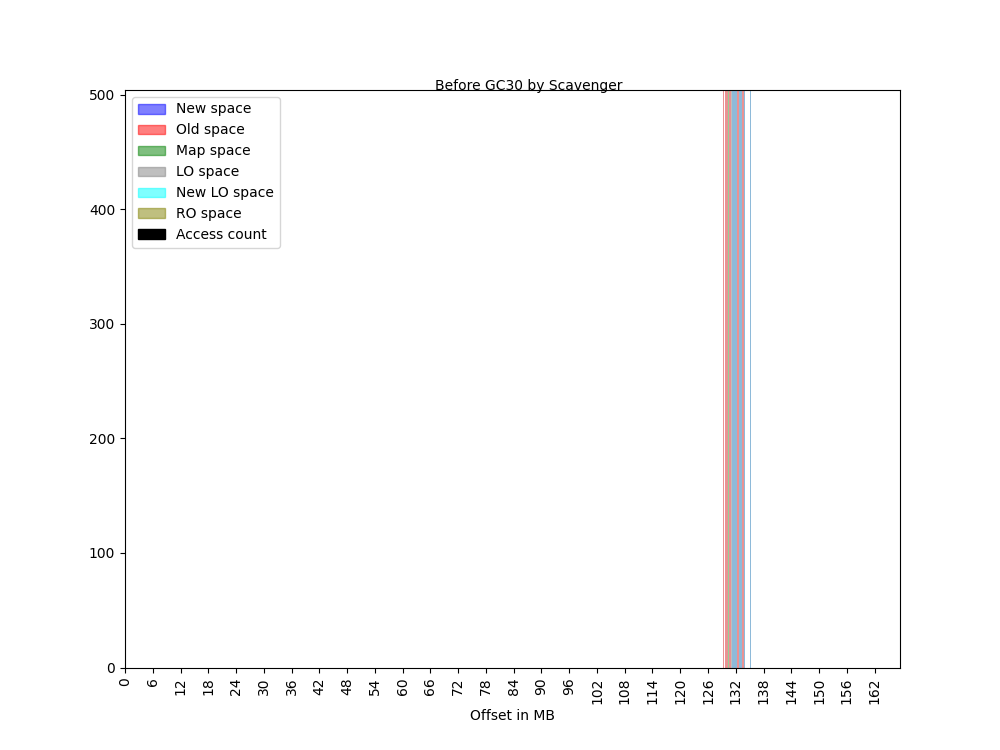 Before GC30 by Scavenger
500
400
300
200
100
0
New space
Old space
Map space
LO space
New LO space
RO space
Access count
0 6 12 18 24 30 36 42 48 54 60 66 72 78 84 90 96 102 108 114 120 126 132 138 144 150 156 162
Offset in MB